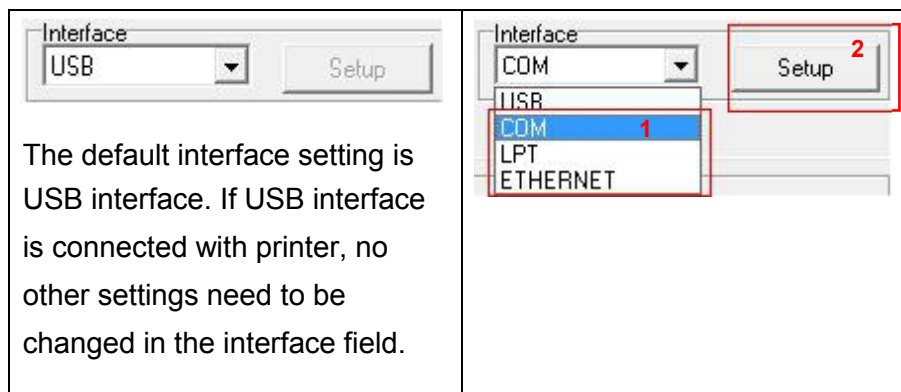 Interface
USB
Setup
The default interface setting is
USB interface. If USB interface
is connected with printer, no
other settings need to be
changed in the interface field.
Interface
COM
Setup
2
USB
COM
1
LPT
ETHERNET